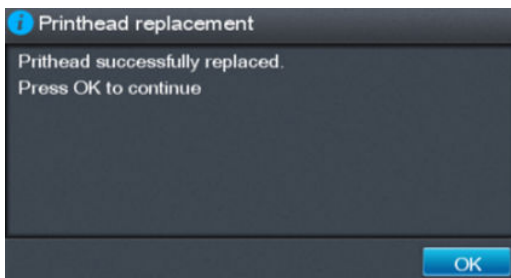 Printhead replacement
Prithead successfully replaced.
Press OK to continue
OK